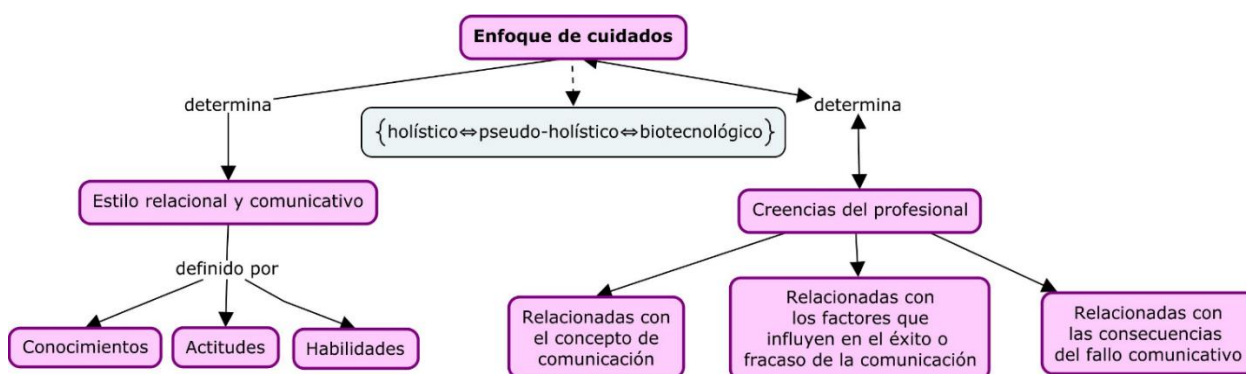 Enfoque de cuidados
determina
{holístico⇔pseudo-holístico⇔biotecnológico}
determina
Estilo relacional y comunicativo
Creencias del profesional
definido por
Conocimientos
Actitudes
Habilidades
Relacionadas con
el concepto de
comunicación
Relacionadas con
los factores que
influyen en el éxito o
fracaso de la comunicación
Relacionadas con
las consecuencias
del fallo comunicativo